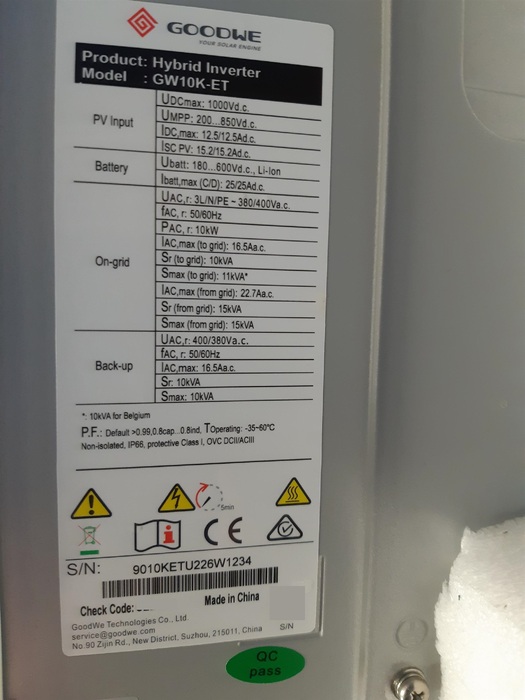 GOODWE
YOUR SOLAR ENGINE
Product: Hybrid Inverter
Model : GW10K-ET
PV Input
UDCmax: 1000Vd.c.
UMPP: 200...850Vd.c.
IDC,max: 12.5/12.5Ad.c.
ISC PV: 15.2/15.2Ad.c.
Battery
Ubatt: 180...600Vd.c., Li-Ion
Ibatt,max (C/D): 25/25Ad.c.
On-grid
UAC,r: 3L/N/PE ~ 380/400Va.c.
fAC, r: 50/60Hz
PAC, r: 10kW
IAC,max (to grid): 16.5Aa.c.
Sr (to grid): 10kVA
Smax (to grid): 11kVA*
IAC,max (from grid): 22.7Aa.c.
Sr (from grid): 15kVA
Smax (from grid): 15kVA
Back-up
UAC,r: 400/380Va.c.
fAC, r: 50/60Hz
IAC,max: 16.5Aa.c.
Sr: 10kVA
Smax: 10kVA
*: 10kVA for Belgium
P.F.: Default >0.99,0.8cap...0.8ind, TOperating: -35~60°C
Non-isolated, IP66, protective Class I, OVC DCII/ACIII
5min
i
CE
S/N: 9010KETU226W1234
Check Code:
Made in China
GoodWe Technologies Co., Ltd
service@goodwe.com
No.90 Zijin Rd., New District, Suzhou, 215011, China
S/N
QC
pass